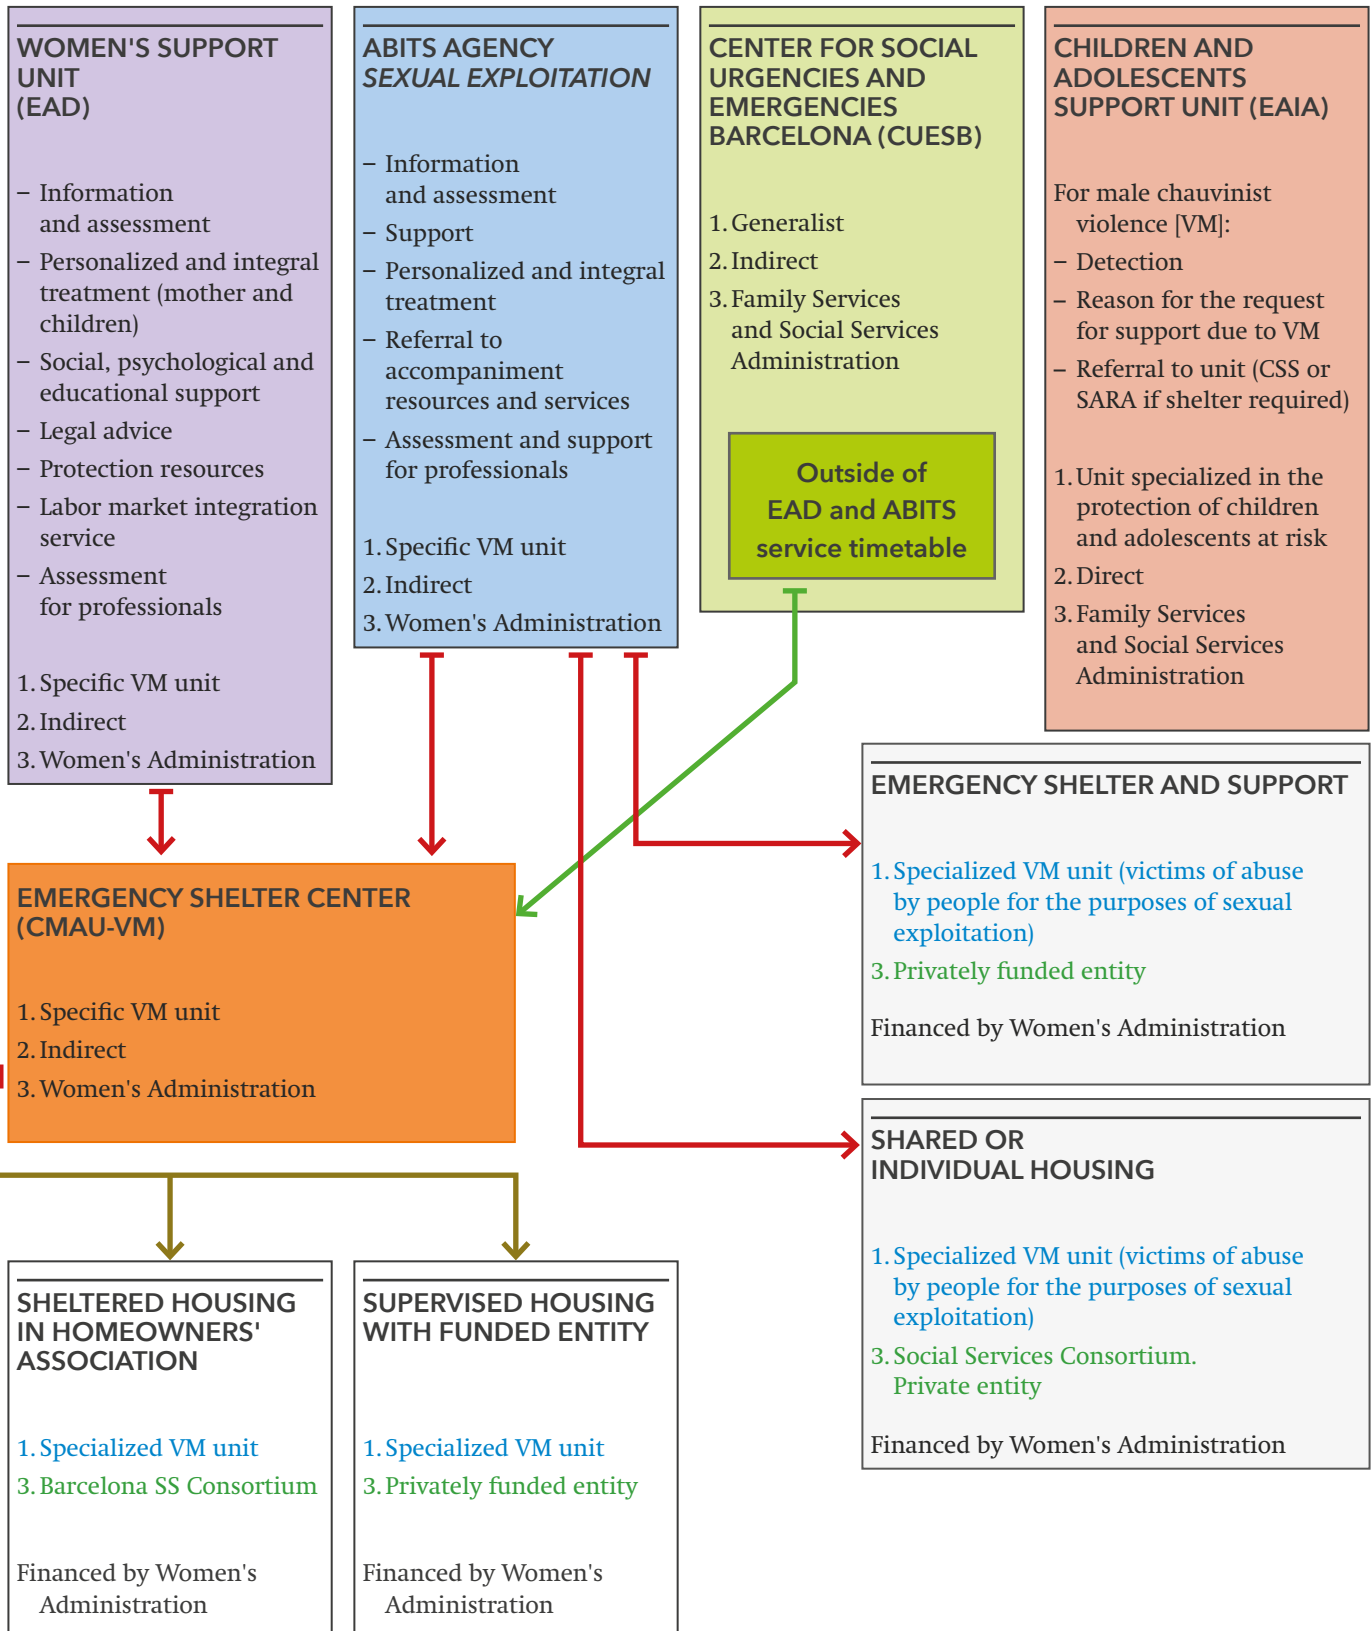 WOMEN'S SUPPORT
UNIT
(EAD)
– Information
and assessment
– Personalized and integral
treatment (mother and
children)
– Social, psychological and
educational support
– Legal advice
– Protection resources
– Labor market integration
service
– Assessment
for professionals
1. Specific VM unit
2. Indirect
3. Women's Administration
ABITS AGENCY
SEXUAL EXPLOITATION
– Information
and assessment
– Support
– Personalized and integral
treatment
– Referral to
accompaniment
resources and services
– Assessment and support
for professionals
1. Specific VM unit
2. Indirect
3. Women's Administration
CENTER FOR SOCIAL
URGENCIES AND
EMERGENCIES
BARCELONA (CUESB)
1. Generalist
2. Indirect
3. Family Services
and Social Services
Administration
Outside of
EAD and ABITS
service timetable
CHILDREN AND
ADOLESCENTS
SUPPORT UNIT (EAIA)
For male chauvinist
violence [VM]:
– Detection
– Reason for the request
for support due to VM
– Referral to unit (CSS or
SARA if shelter required)
1. Unit specialized in the
protection of children
and adolescents at risk
2. Direct
3. Family Services
and Social Services
Administration
EMERGENCY SHELTER CENTER
(CMAU-VM)
1. Specific VM unit
2. Indirect
3. Women's Administration
EMERGENCY SHELTER AND SUPPORT
1. Specialized VM unit (victims of abuse
by people for the purposes of sexual
exploitation)
3. Privately funded entity
Financed by Women's Administration
SHARED OR
INDIVIDUAL HOUSING
1. Specialized VM unit (victims of abuse
by people for the purposes of sexual
exploitation)
3. Social Services Consortium.
Private entity
Financed by Women's Administration
SHELTERED HOUSING
IN HOMEOWNERS'
ASSOCIATION
1. Specialized VM unit
3. Barcelona SS Consortium
Financed by Women's
Administration
SUPERVISED HOUSING
WITH FUNDED ENTITY
1. Specialized VM unit
3. Privately funded entity
Financed by Women's
Administration